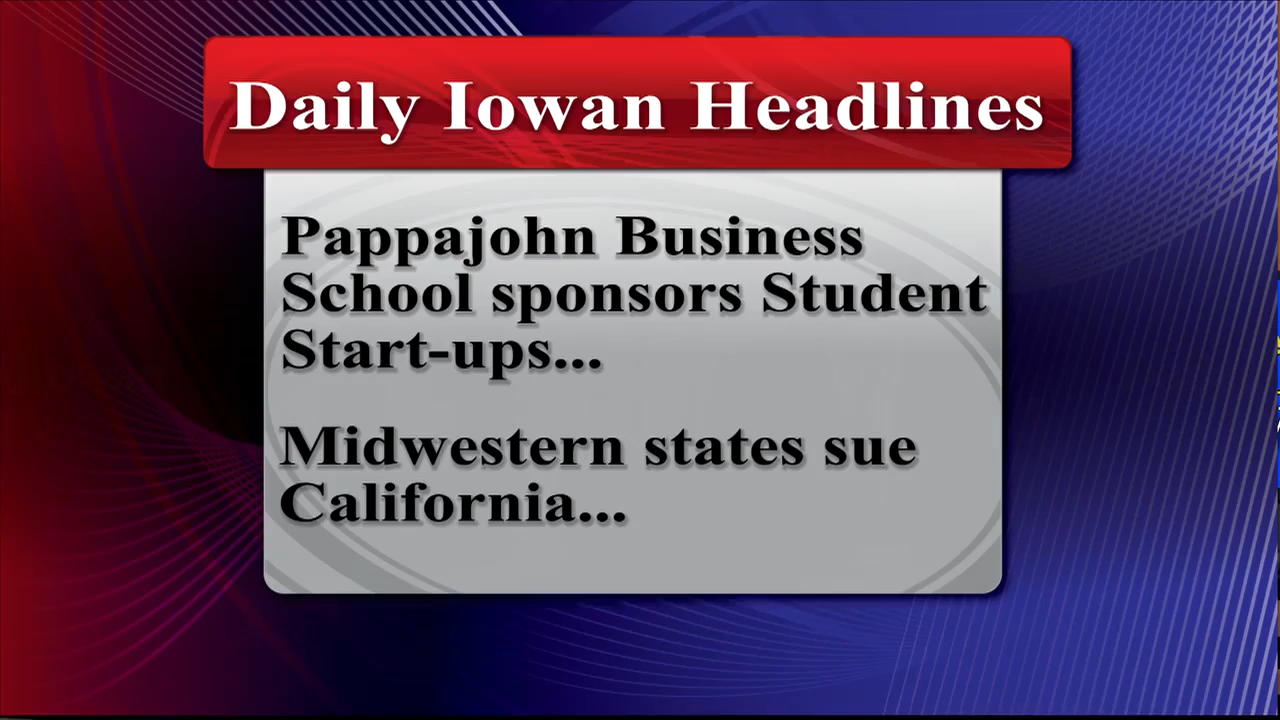 Daily Iowan Headlines
Pappajohn Business
School sponsors Student
Start-ups...
Midwestern states sue
California...